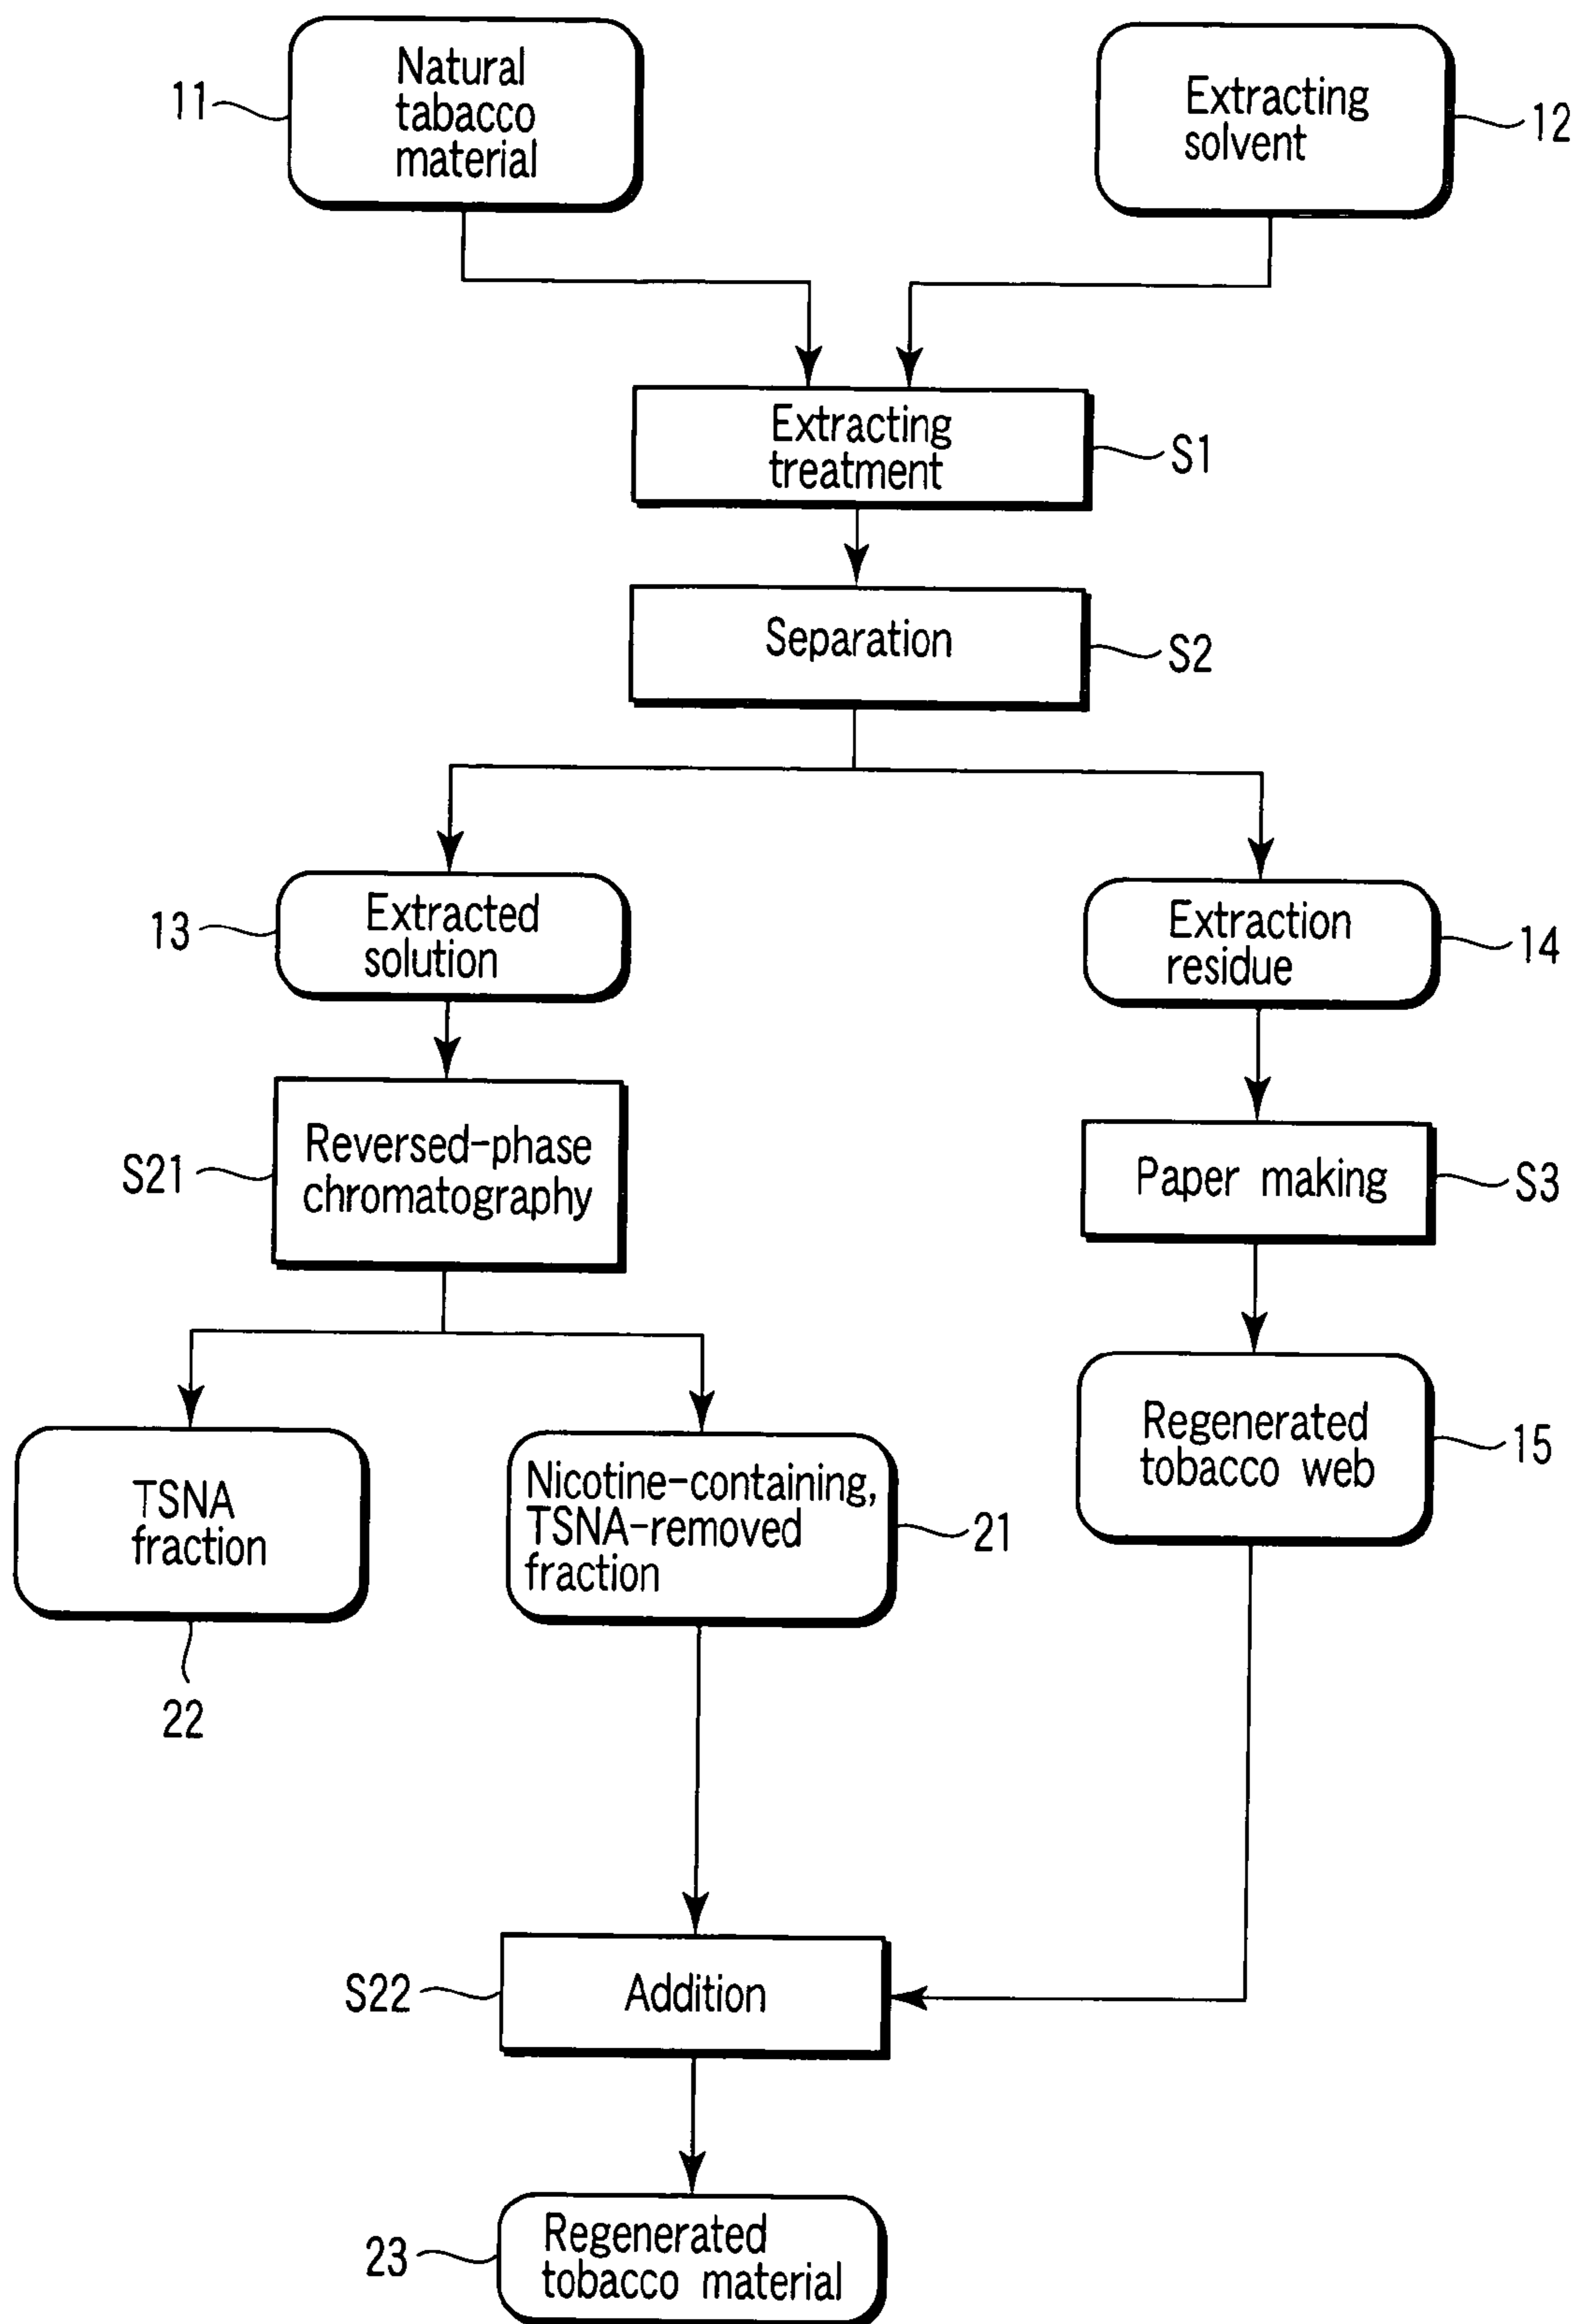 11
Natural
tabacco
material
Extracting
solvent
12
Extracting
treatment
S1
Separation
S2
13
Extracted
solution
Extraction
residue
14
S21
Reversed-phase
chromatography
Paper making
S3
TSNA
fraction
22
Nicotine-containing,
TSNA-removed
fraction
21
Regenerated
tobacco web
15
S22
Addition
23
Regenerated
tobacco material